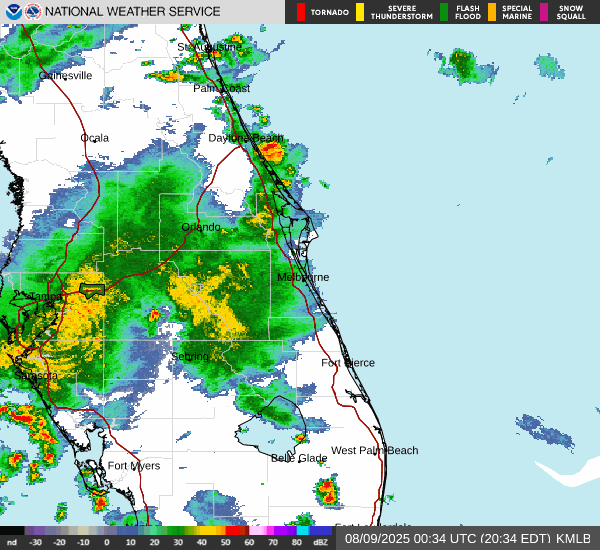 NATIONAL WEATHER SERVICE
TORNADO
SEVERE THUNDERSTORM
FLASH FLOOD
SPECIAL MARINE
SNOW SQUALL
St. Augustine
Gainesville
Palm Coast
Ocala
Daytona Beach
Orlando
Melbourne
Tampa
Sebring
Fort Pierce
Sarasota
West Palm Beach
Belle Glade
Fort Myers
Fort Lauderdale
nd -30 -20 -10 0 10 20 30 40 50 60 70 80 dBZ
08/09/2025 00:34 UTC (20:34 EDT) KMLB